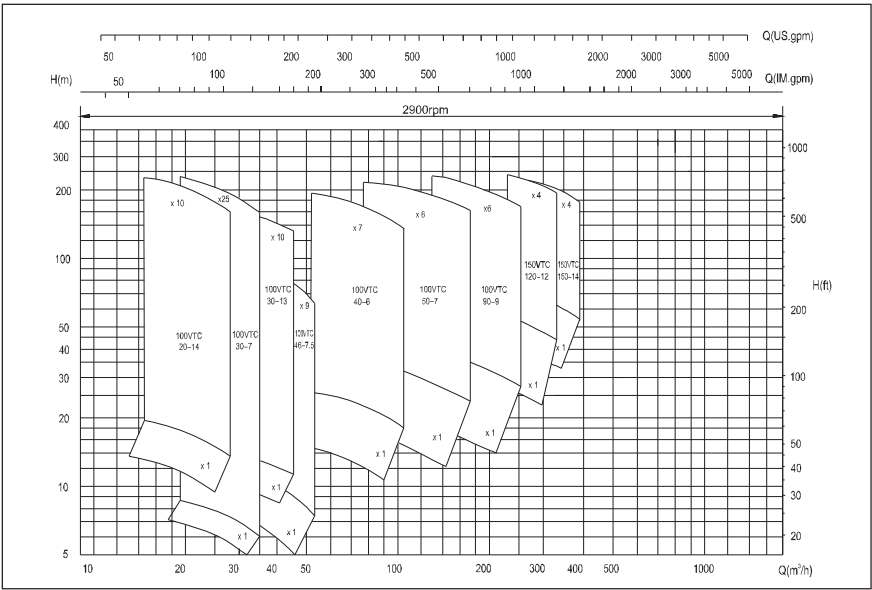 Q(US.gpm)
50 100 200 300 500 1000 2000 3000 5000
H(m) 50 100 200 300 500 1000 2000 3000 5000 Q(IM.gpm)
2900rpm
400
300
200
100
50
40
30
20
10
5
1000
500
H(ft)
200
100
50
40
30
20
x 10
x25
x 10
x 9
x 7
x 6
x6
x 4
x 4
100VTC
20-14
100VTC
30-7
100VTC
30-13
100VTC
46-7.5
100VTC
40-6
100VTC
50-7
100VTC
90-9
150VTC
120-12
150VTC
150-14
x 1
x 1
x 1
x 1
x 1
x 1
x 1
x 1
x 1
10 20 30 40 50 100 200 300 400 500 1000 Q(m³/h)